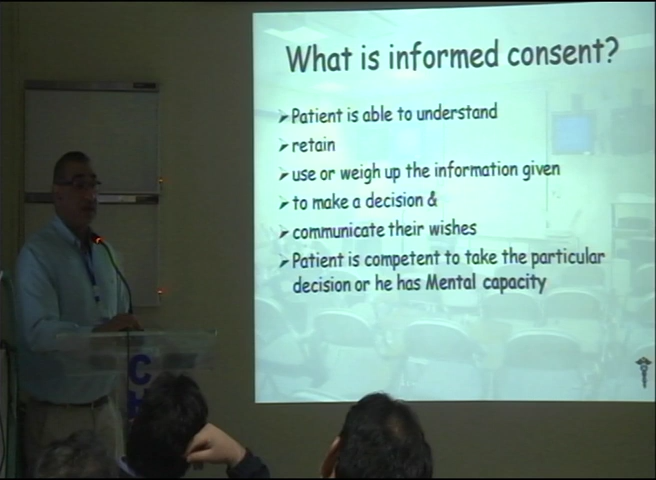 What is informed consent?
➢Patient is able to understand
➢retain
➢use or weigh up the information given
➢to make a decision &
➢communicate their wishes
➢Patient is competent to take the particular
decision or he has Mental capacity
C